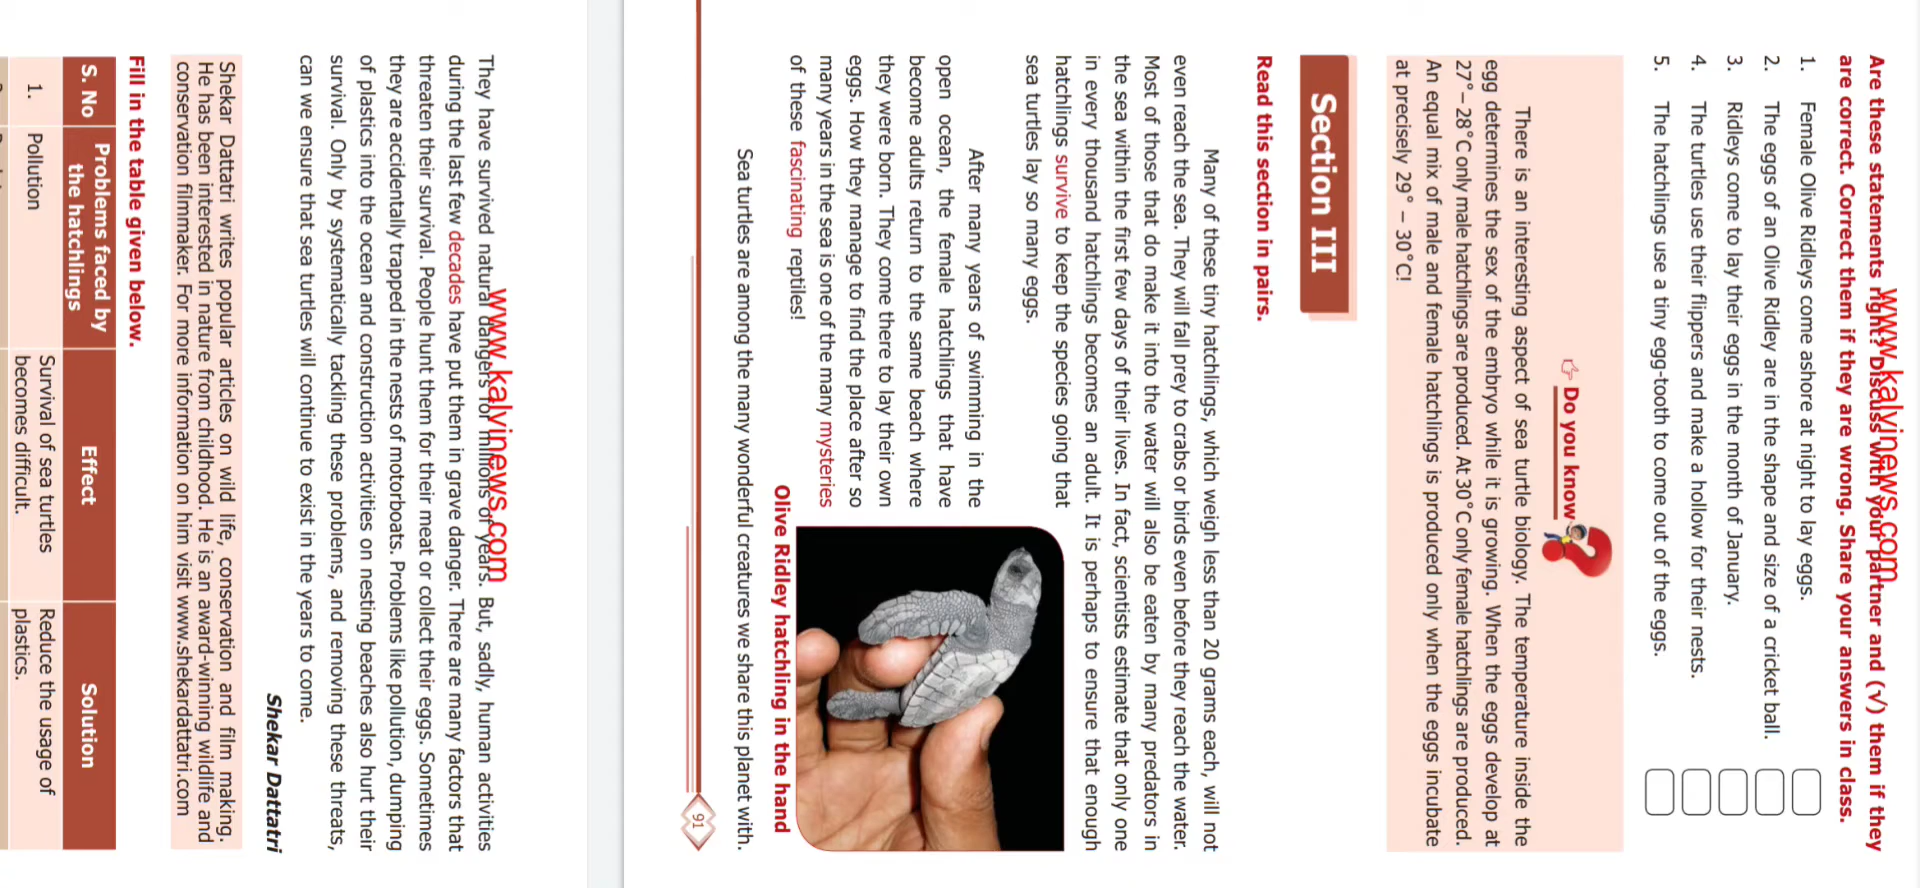 www.kalvinews.com
Are these statements right? Discuss with your partner and (√) them if they
are correct. Correct them if they are wrong. Share your answers in class.
1. Female Olive Ridleys come ashore at night to lay eggs.
2. The eggs of an Olive Ridley are in the shape and size of a cricket ball.
3. Ridleys come to lay their eggs in the month of January.
4. The turtles use their flippers and make a hollow for their nests.
5. The hatchlings use a tiny egg-tooth to come out of the eggs.
Do you know
There is an interesting aspect of sea turtle biology. The temperature inside the
egg determines the sex of the embryo while it is growing. When the eggs develop at
27°– 28°C only male hatchlings are produced. At 30°C only female hatchlings are produced.
An equal mix of male and female hatchlings is produced only when the eggs incubate
at precisely 29° – 30°C!
Section III
Read this section in pairs.
Many of these tiny hatchlings, which weigh less than 20 grams each, will not
even reach the sea. They will fall prey to crabs or birds even before they reach the water.
Most of those that do make it into the water will also be eaten by many predators in
the sea within the first few days of their lives. In fact, scientists estimate that only one
in every thousand hatchlings becomes an adult. It is perhaps to ensure that enough
hatchlings survive to keep the species going that
sea turtles lay so many eggs.
After many years of swimming in the
open ocean, the female hatchlings that have
become adults return to the same beach where
they were born. They come there to lay their own
eggs. How they manage to find the place after so
many years in the sea is one of the many mysteries
of these fascinating reptiles!
Olive Ridley hatchling in the hand
Sea turtles are among the many wonderful creatures we share this planet with.
91
www.kalvinews.com
They have survived natural dangers for millions of years. But, sadly, human activities
during the last few decades have put them in grave danger. There are many factors that
threaten their survival. People hunt them for their meat or collect their eggs. Sometimes
they are accidentally trapped in the nests of motorboats. Problems like pollution, dumping
of plastics into the ocean and construction activities on nesting beaches also hurt their
survival. Only by systematically tackling these problems, and removing these threats,
can we ensure that sea turtles will continue to exist in the years to come.
Shekar Dattatri
Shekar Dattatri writes popular articles on wild life, conservation and film making.
He has been interested in nature from childhood. He is an award-winning wildlife and
conservation filmmaker. For more information on him visit www.shekardattatri.com
Fill in the table given below.
S. No
Problems faced by
the hatchlings
Effect
Solution
1.
Pollution
Survival of sea turtles
becomes difficult.
Reduce the usage of
plastics.